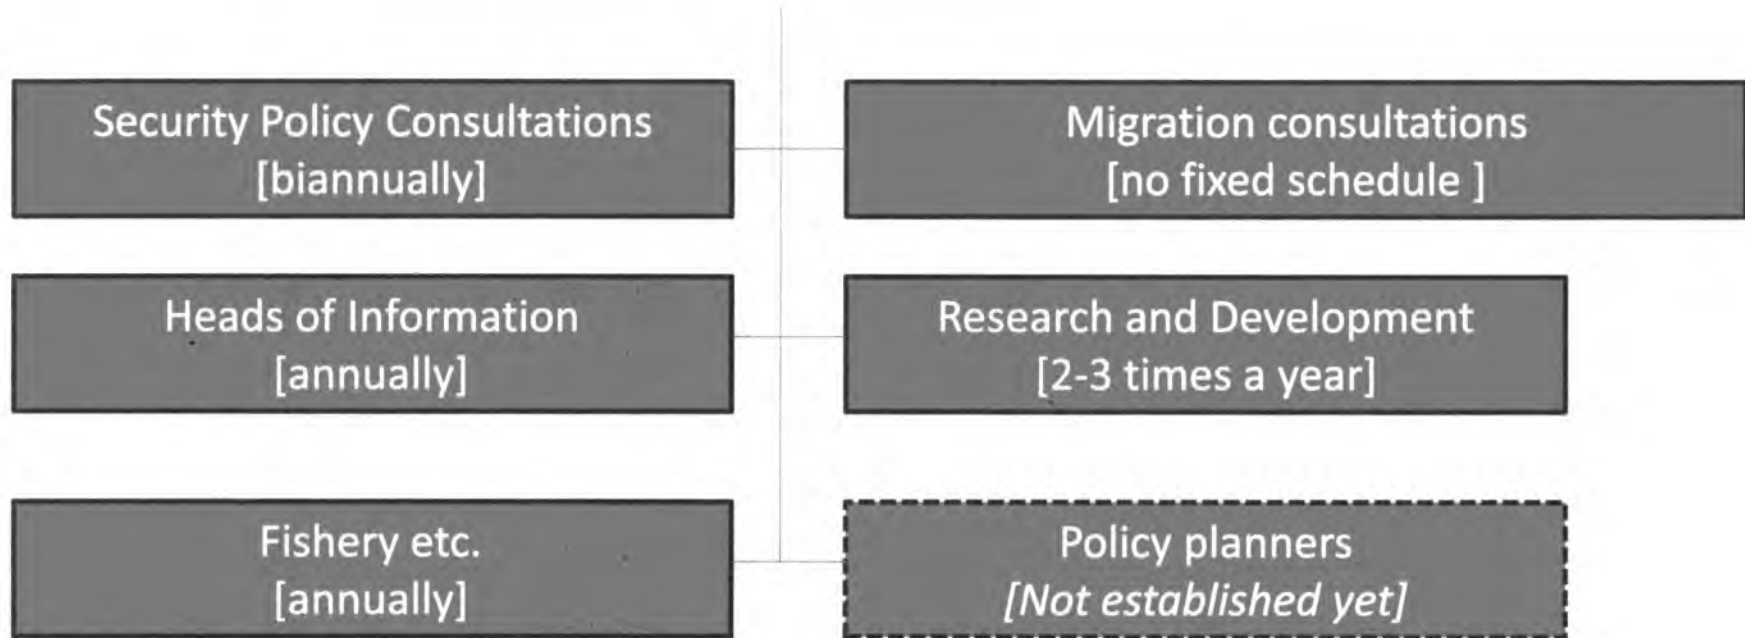 Security Policy Consultations
[biannually]
Migration consultations
[no fixed schedule ]
Heads of Information
[annually]
Research and Development
[2-3 times a year]
Fishery etc.
[annually]
Policy planners
[Not established yet]